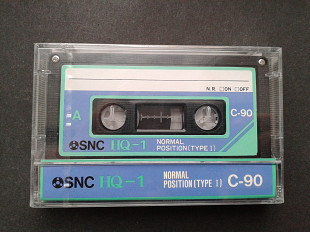 N.R. □ON □OFF
A
C-90
SNC HQ-1 NORMAL
POSITION(TYPE I)
SNC HQ-1 NORMAL
POSITION(TYPE I) C-90